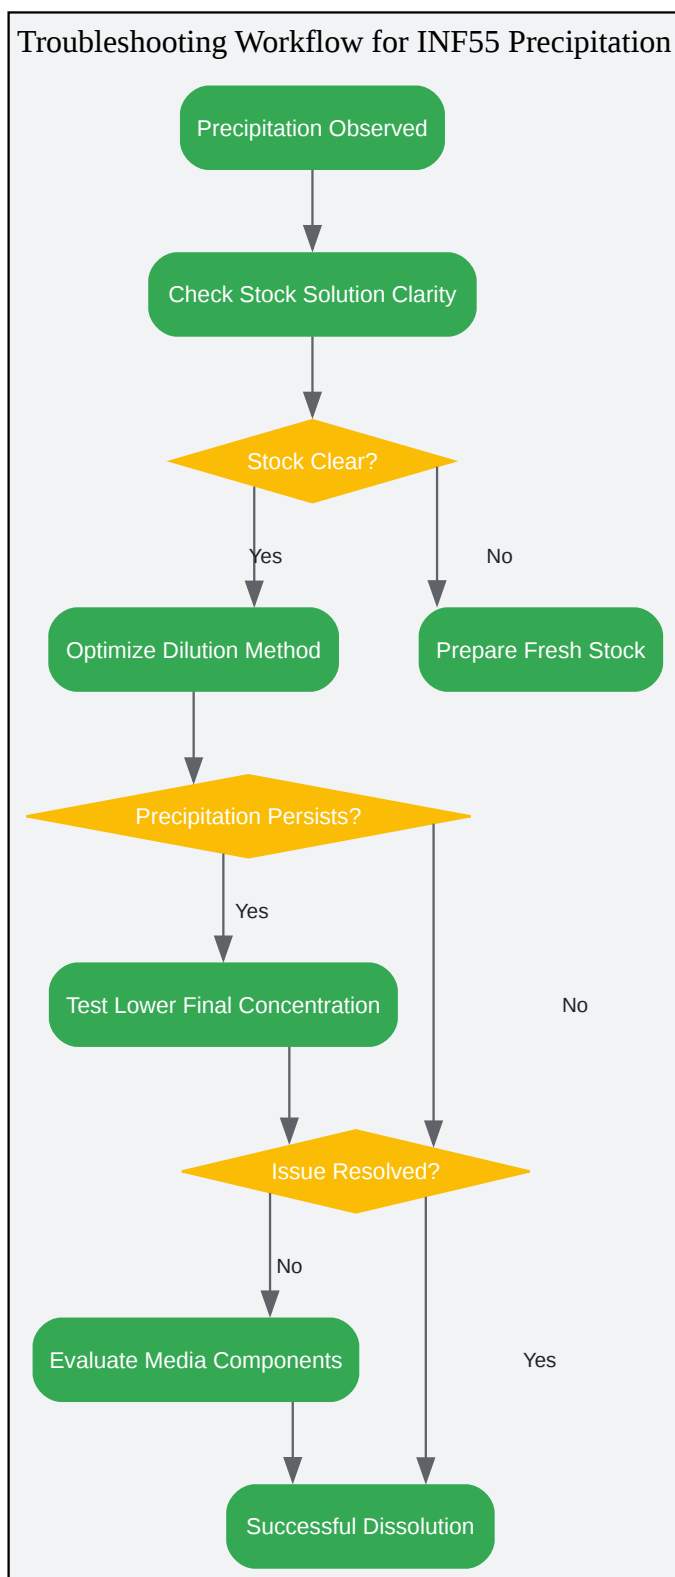 Troubleshooting Workflow for INF55 Precipitation
Precipitation Observed
Check Stock Solution Clarity
Stock Clear?
Yes
No
Optimize Dilution Method
Prepare Fresh Stock
Precipitation Persists?
Yes
Test Lower Final Concentration
No
Issue Resolved?
No
Evaluate Media Components
Yes
Successful Dissolution